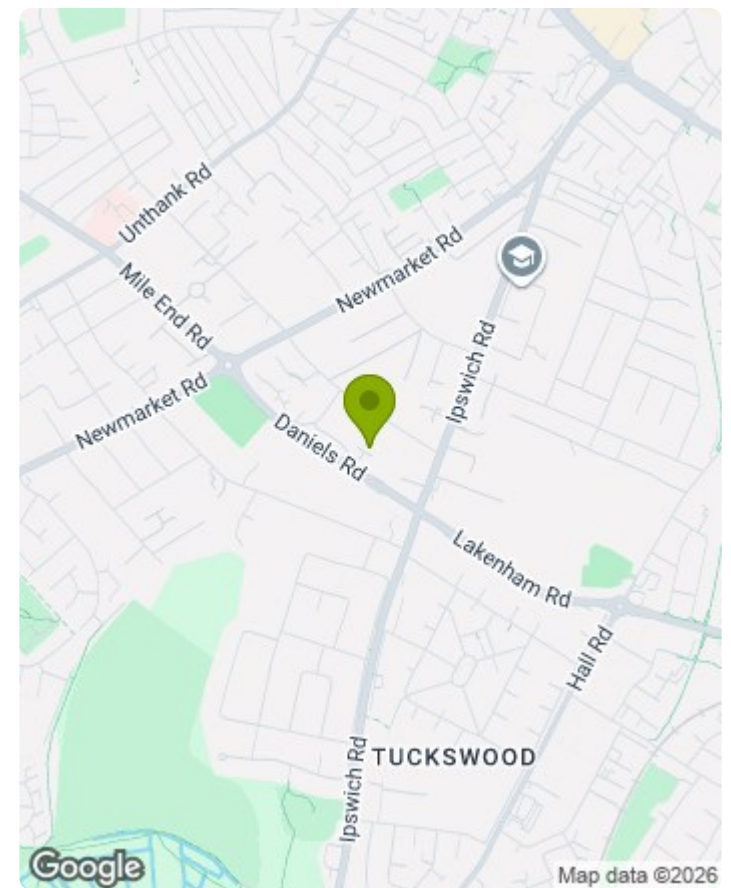 Unthank Rd
Mile End Rd
Newmarket Rd
Ipswich Rd
Newmarket Rd
Daniels Rd
Lakenham Rd
Hall Rd
Ipswich Rd
TUCKSWOOD
Google
Map data ©2026